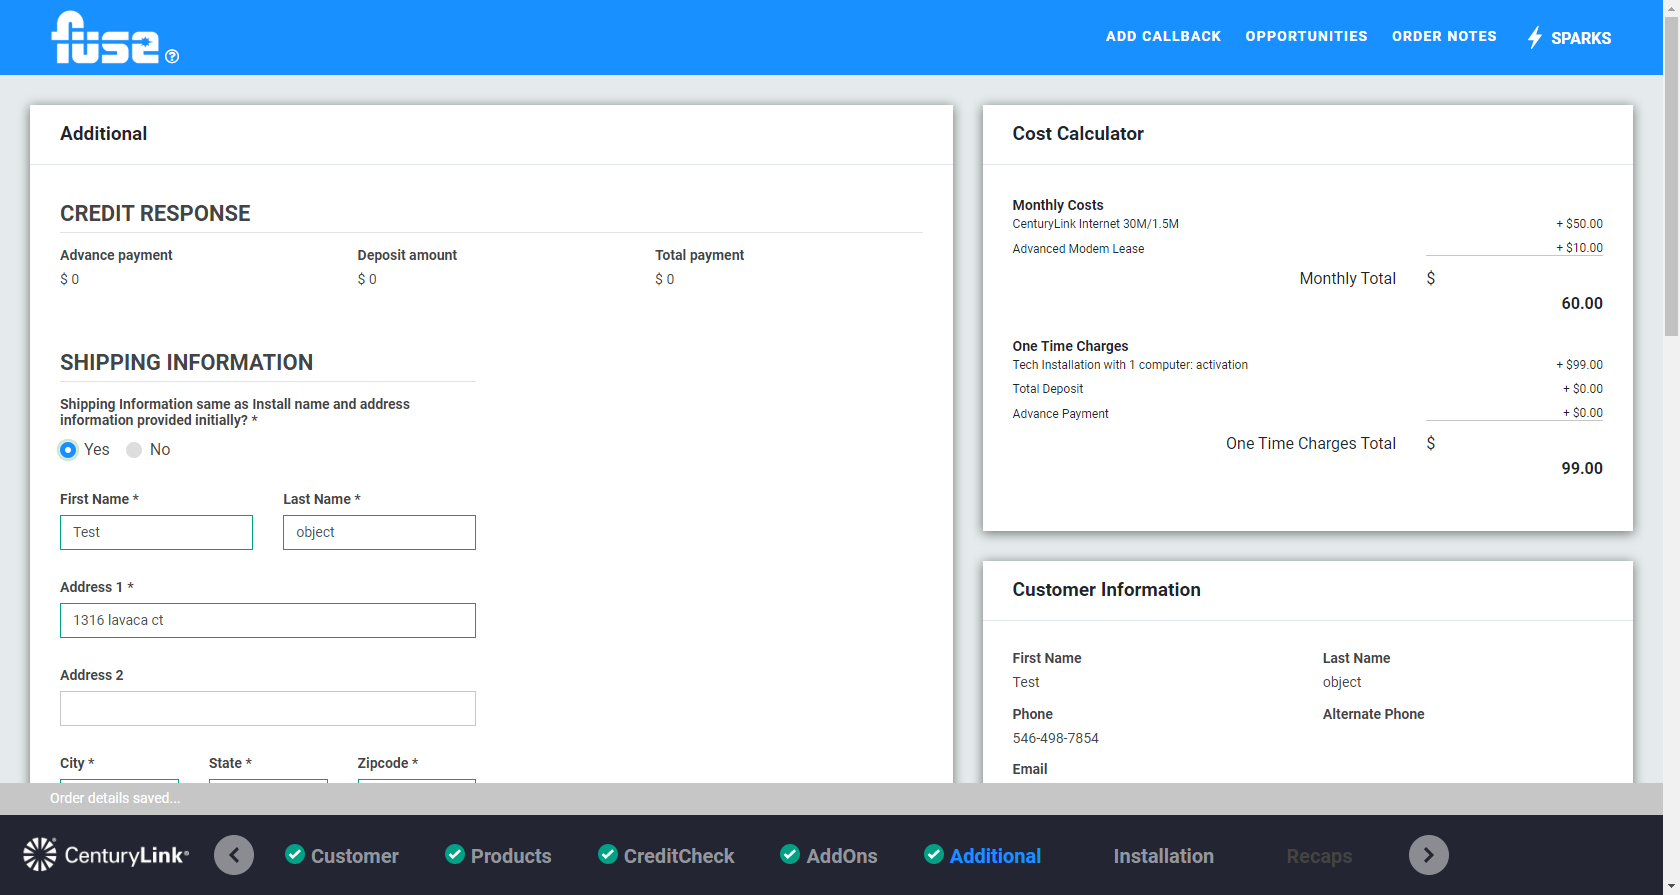 fuse
ADD CALLBACK OPPORTUNITIES ORDER NOTES SPARKS
Additional
CREDIT RESPONSE
Advance payment Deposit amount Total payment
$ 0 $ 0 $ 0
SHIPPING INFORMATION
Shipping Information same as Install name and address
information provided initially? *
Yes No
First Name * Last Name *
Test object
Address 1 *
1316 lavaca ct
Address 2
City * State * Zipcode *
Cost Calculator
Monthly Costs
CenturyLink Internet 30M/1.5M + $50.00
Advanced Modem Lease + $10.00
Monthly Total $
60.00
One Time Charges
Tech Installation with 1 computer: activation + $99.00
Total Deposit + $0.00
Advance Payment + $0.00
One Time Charges Total $
99.00
Customer Information
First Name Last Name
Test object
Phone Alternate Phone
546-498-7854
Email
Order details saved...
CenturyLink Customer Products CreditCheck AddOns Additional Installation Recaps